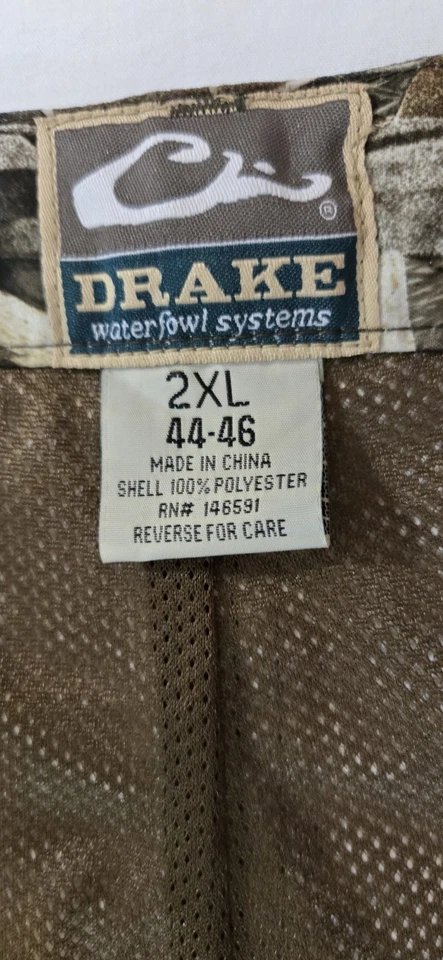 ®
DRAKE
waterfowl systems
2XL
44-46
MADE IN CHINA
SHELL 100% POLYESTER
RN# 146591
REVERSE FOR CARE